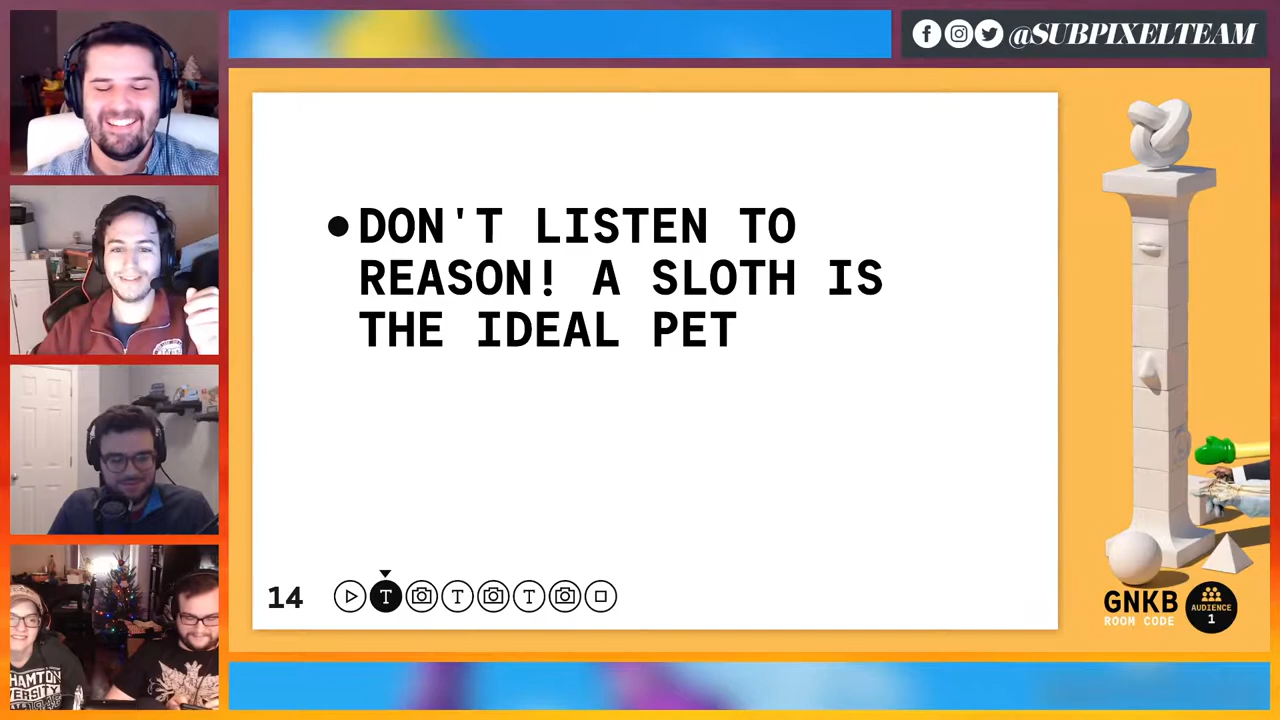 @SUBPIXELTEAM
●DON'T LISTEN TO
REASON! A SLOTH IS
THE IDEAL PET
14
T T T
GNKB
ROOM CODE
AUDIENCE
1